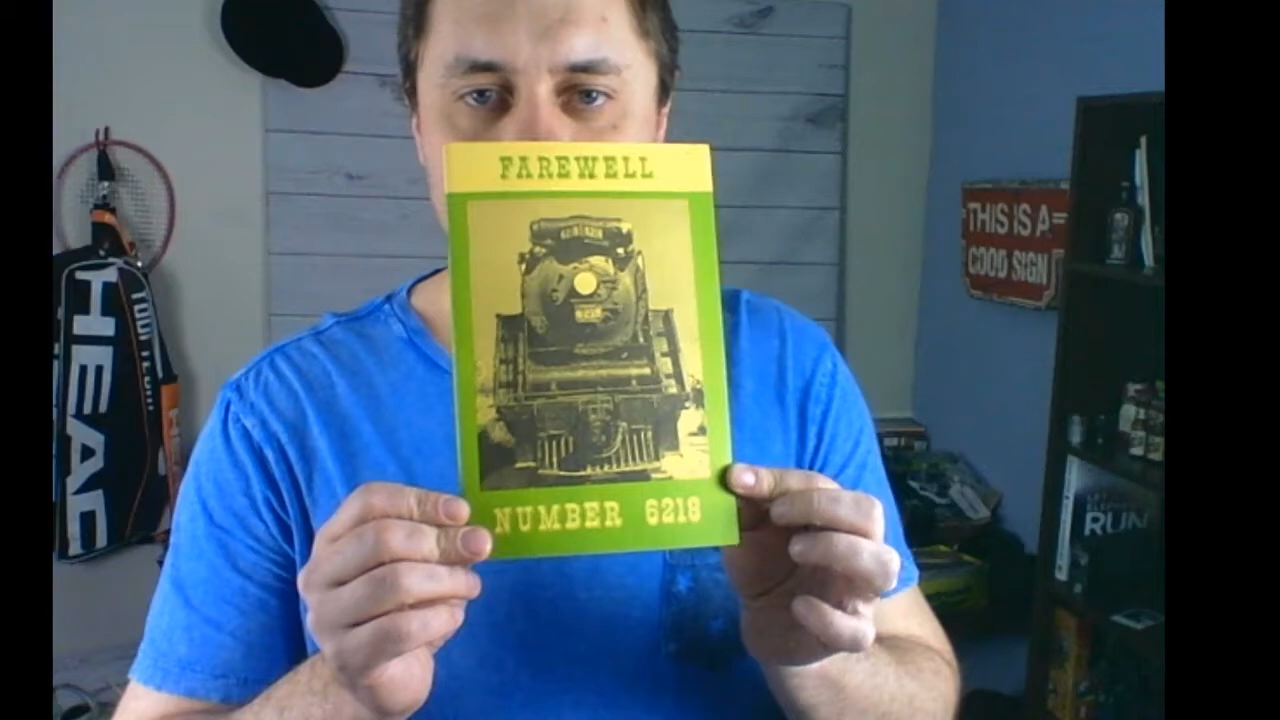 FAREWELL
NUMBER 6218
THIS IS A
GOOD SIGN
HEAD
RUN